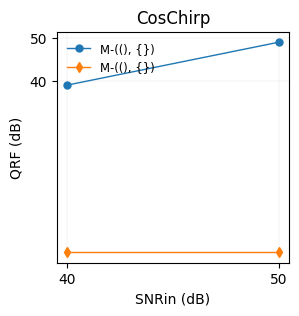 CosChirp
50
40
M-((), {})
M-((), {})
QRF (dB)
40
50
SNRin (dB)